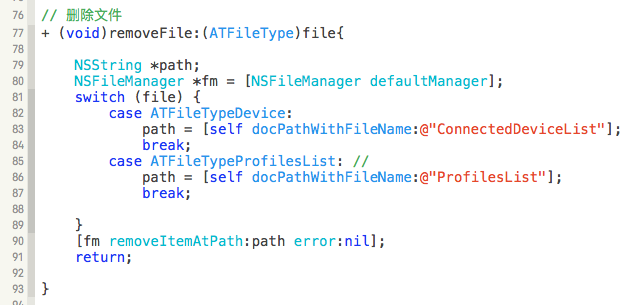 76 // 删除文件
77 + (void)removeFile:(ATFileType)file{
78
79 NSString *path;
80 NSFileManager *fm = [NSFileManager defaultManager];
81 switch (file) {
82 case ATFileTypeDevice:
83 path = [self docPathWithFileName:@"ConnectedDeviceList"];
84 break;
85 case ATFileTypeProfilesList: //
86 path = [self docPathWithFileName:@"ProfilesList"];
87 break;
88
89 }
90 [fm removeItemAtPath:path error:nil];
91 return;
92
93 }